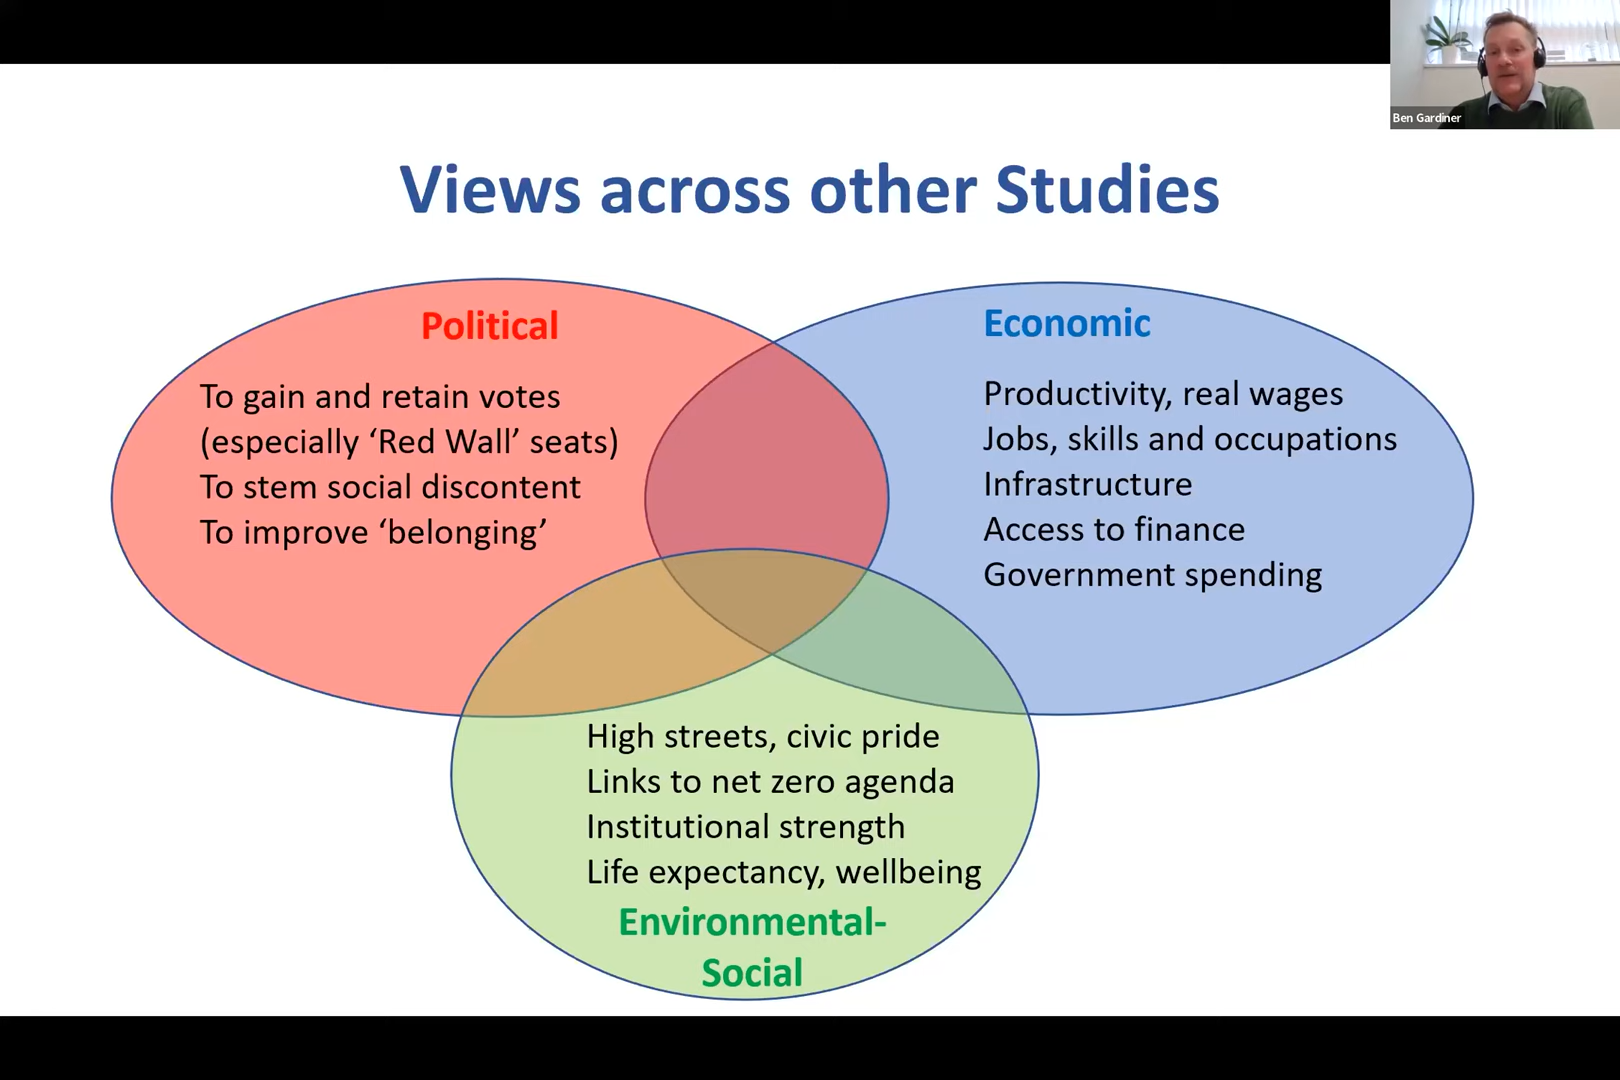 Ben Gardiner
Views across other Studies
Political
To gain and retain votes
(especially ‘Red Wall’ seats)
To stem social discontent
To improve ‘belonging’
Economic
Productivity, real wages
Jobs, skills and occupations
Infrastructure
Access to finance
Government spending
High streets, civic pride
Links to net zero agenda
Institutional strength
Life expectancy, wellbeing
Environmental-
Social